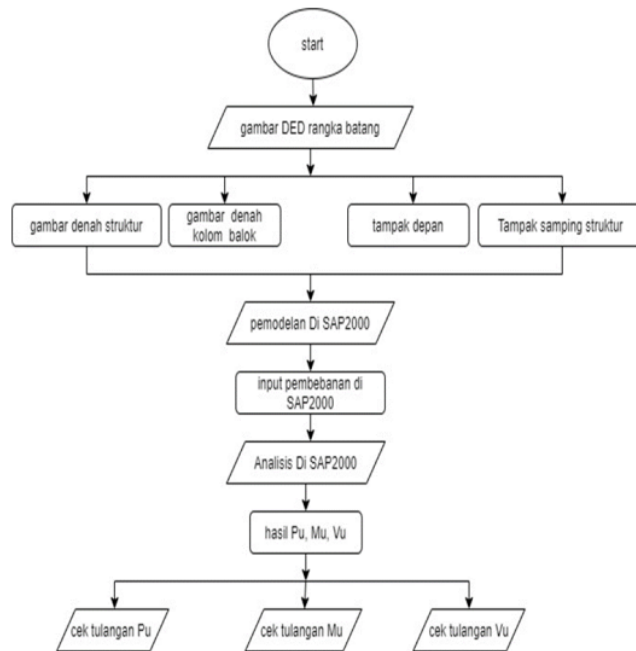 start
gambar DED rangka batang
gambar denah struktur
gambar denah
kolom balok
tampak depan
Tampak samping struktur
pemodelan Di SAP2000
input pembebanan di
SAP2000
Analisis Di SAP2000
hasil Pu, Mu, Vu
cek tulangan Pu
cek tulangan Mu
cek tulangan Vu